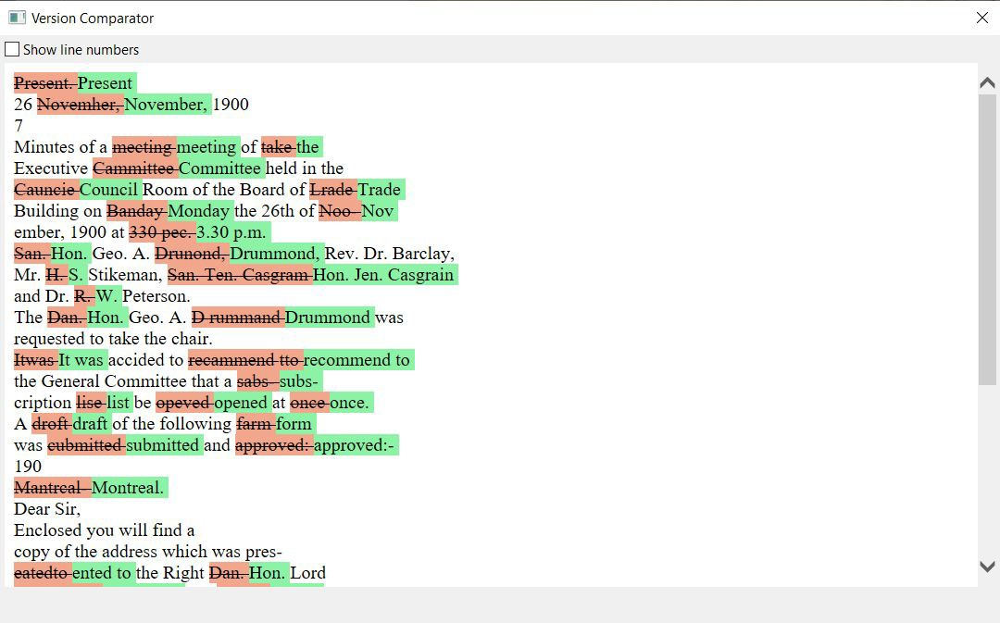 Version Comparator
Show line numbers
Present. Present
26 Novemher, November, 1900
7
Minutes of a mecting meeting of take the
Executive Cammittee Committee held in the
Cauncie Council Room of the Board of Lrade Trade
Building on Banday Monday the 26th of Noo- Nov
ember, 1900 at 330 pec. 3.30 p.m.
San. Hon. Geo. A. Drunond, Drummond, Rev. Dr. Barclay,
Mr. H. S. Stikeman, San. Ten. Casgram Hon. Jen. Casgrain
and Dr. R. W. Peterson.
The Dan. Hon. Geo. A. D rummand Drummond was
requested to take the chair.
Itwas It was accided to recammend tto recommend to
the General Committee that a sabs- subs-
cription lise list be opeved opened at once once.
A droft draft of the following farm form
was cubmitted submitted and approved: approved:-
190
Mantrcal- Montreal.
Dear Sir,
Enclosed you will find a
copy of the address which was pres-
eatedto ented to the Right Dan. Hon. Lord